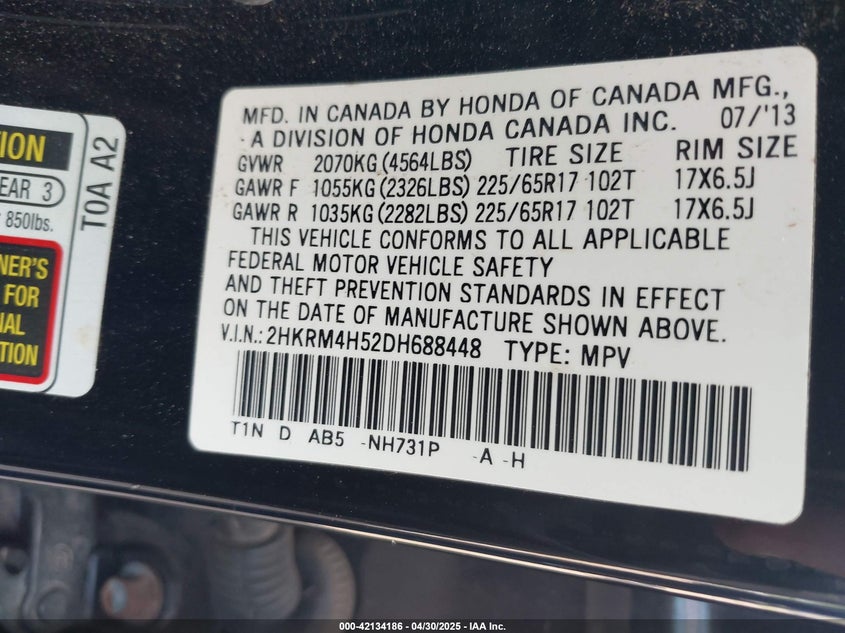 TION
EAR 3
850lbs.
NER'S
FOR
NAL
TION
T0A A2
MFD. IN CANADA BY HONDA OF CANADA MFG.,
A DIVISION OF HONDA CANADA INC. 07/'13
GVWR 2070KG (4564LBS) TIRE SIZE RIM SIZE
GAWR F 1055KG (2326LBS) 225/65R17 102T 17X6.5J
GAWR R 1035KG (2282LBS) 225/65R17 102T 17X6.5J
THIS VEHICLE CONFORMS TO ALL APPLICABLE
FEDERAL MOTOR VEHICLE SAFETY
AND THEFT PREVENTION STANDARDS IN EFFECT
ON THE DATE OF MANUFACTURE SHOWN ABOVE.
V.I.N.: 2HKRM4H52DH688448 TYPE: MPV
T1N D AB5 -NH731P -A -H
000-42134186 - 04/30/2025 - IAA Inc.